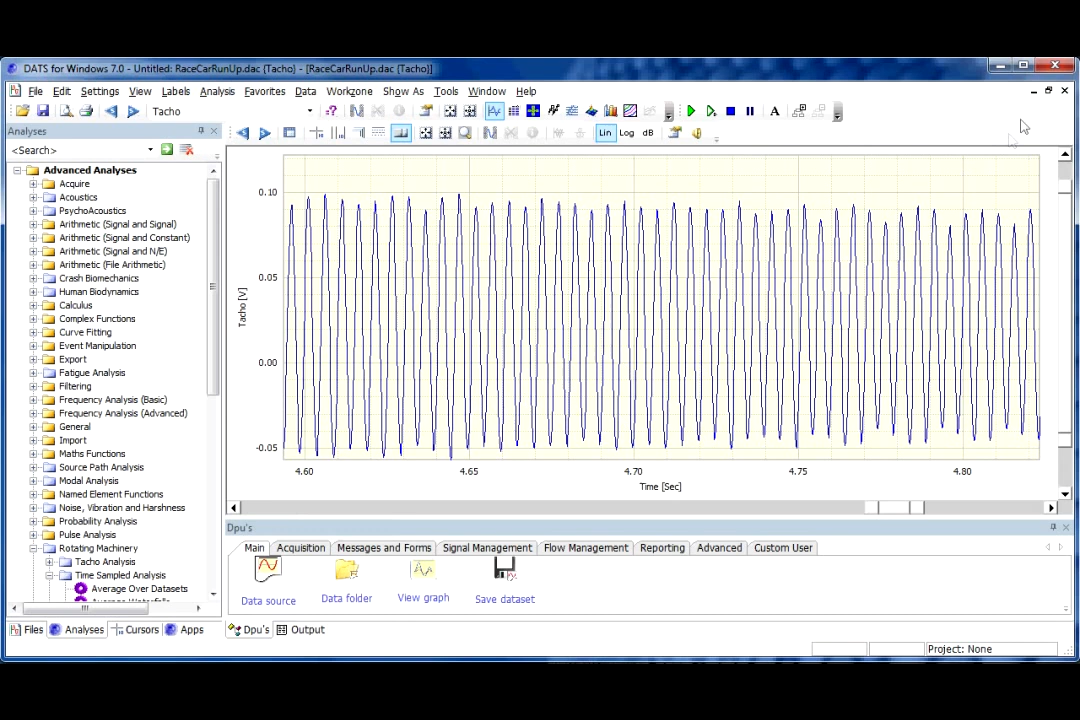 DATS for Windows 7.0 - Untitled: RaceCarRunUp.dac {Tacho} - [RaceCarRunUp.dac {Tacho}]
File Edit Settings View Labels Analysis Favorites Data Workzone Show As Tools Window Help
Tacho
Analyses
Lin Log dB
<Search>
Advanced Analyses
Acquire
Acoustics
PsychoAcoustics
Arithmetic (Signal and Signal)
Arithmetic (Signal and Constant)
Arithmetic (Signal and N/E)
Arithmetic (File Arithmetic)
Crash Biomechanics
Human Biodynamics
Calculus
Complex Functions
Curve Fitting
Event Manipulation
Export
Fatigue Analysis
Filtering
Frequency Analysis (Basic)
Frequency Analysis (Advanced)
General
Import
Maths Functions
Source Path Analysis
Modal Analysis
Named Element Functions
Noise, Vibration and Harshness
Probability Analysis
Pulse Analysis
Rotating Machinery
Tacho Analysis
Time Sampled Analysis
Average Over Datasets
Files Analyses Cursors Apps
0.10
0.05
0.00
-0.05
Tacho [V]
4.60 4.65 4.70 4.75 4.80
Time [Sec]
Dpu's
Main Acquisition Messages and Forms Signal Management Flow Management Reporting Advanced Custom User
Data source Data folder View graph Save dataset
Dpu's Output
Project: None